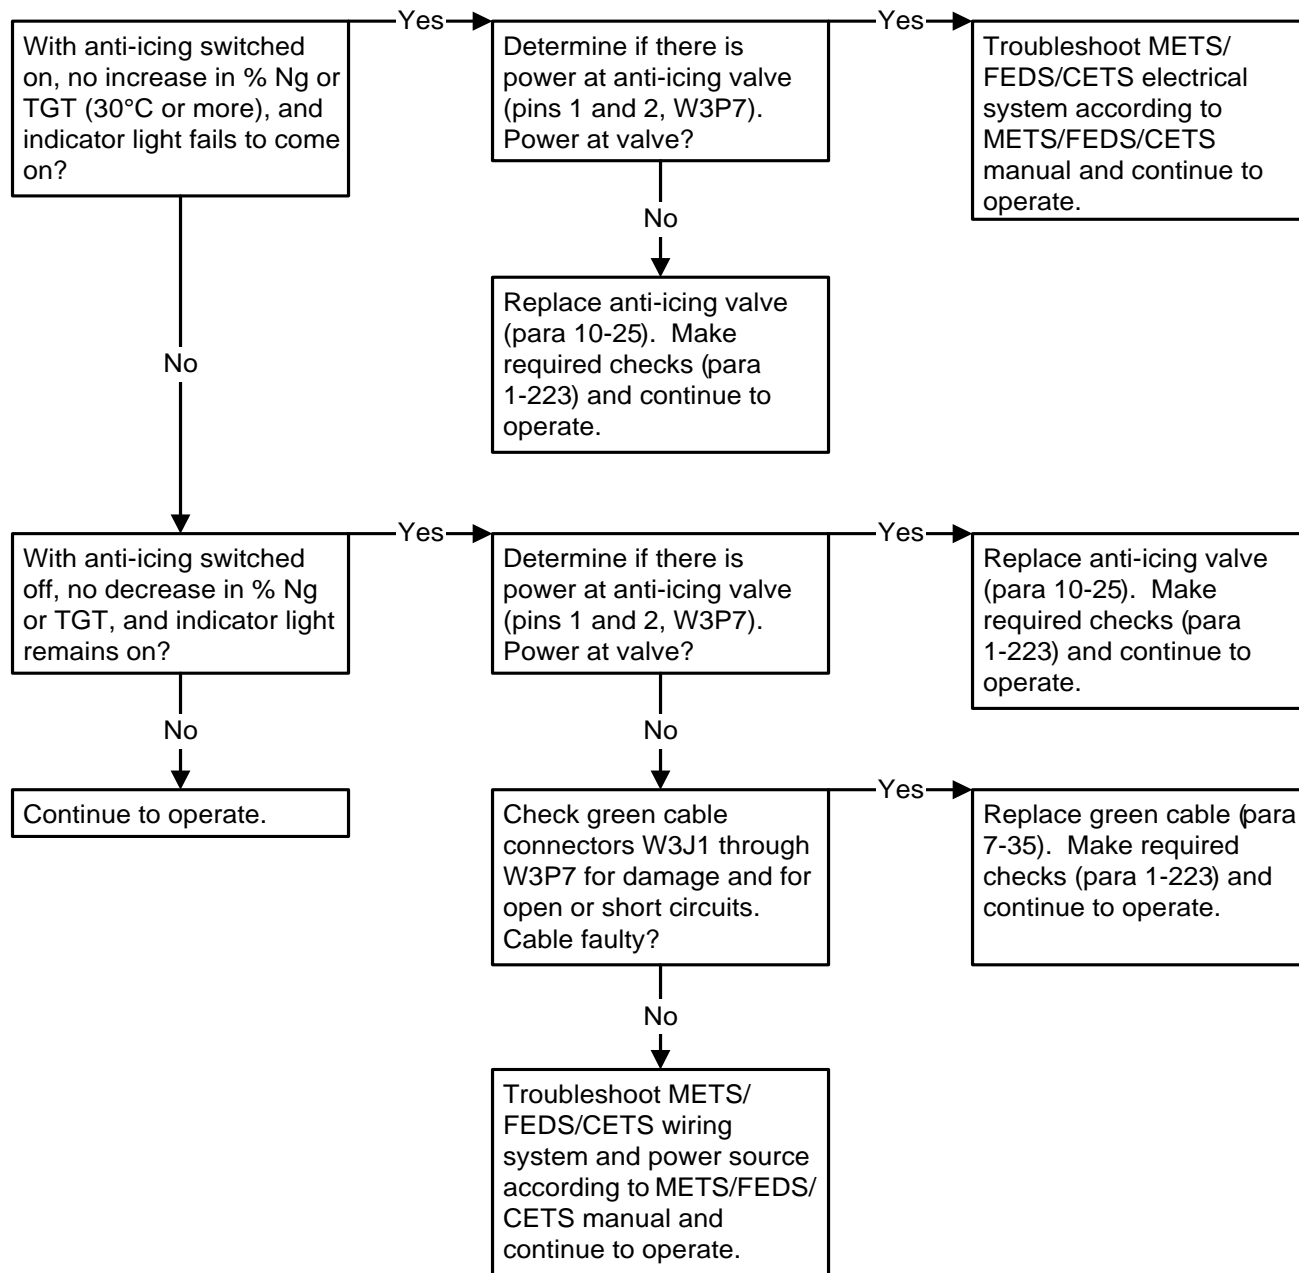 Yes
Yes
With anti-icing switched
on, no increase in % Ng or
TGT (30°C or more), and
indicator light fails to come
on?
Determine if there is
power at anti-icing valve
(pins 1 and 2, W3P7).
Power at valve?
Troubleshoot METS/
FEDS/CETS electrical
system according to
METS/FEDS/CETS
manual and continue to
operate.
No
Replace anti-icing valve
(para 10-25). Make
required checks (para
1-223) and continue to
operate.
No
Yes
Yes
With anti-icing switched
off, no decrease in % Ng
or TGT, and indicator light
remains on?
Determine if there is
power at anti-icing valve
(pins 1 and 2, W3P7).
Power at valve?
Replace anti-icing valve
(para 10-25). Make
required checks (para
1-223) and continue to
operate.
No
No
Continue to operate.
Yes
Check green cable
connectors W3J1 through
W3P7 for damage and for
open or short circuits.
Cable faulty?
Replace green cable (para
7-35). Make required
checks (para 1-223) and
continue to operate.
No
Troubleshoot METS/
FEDS/CETS wiring
system and power source
according to METS/FEDS/
CETS manual and
continue to operate.